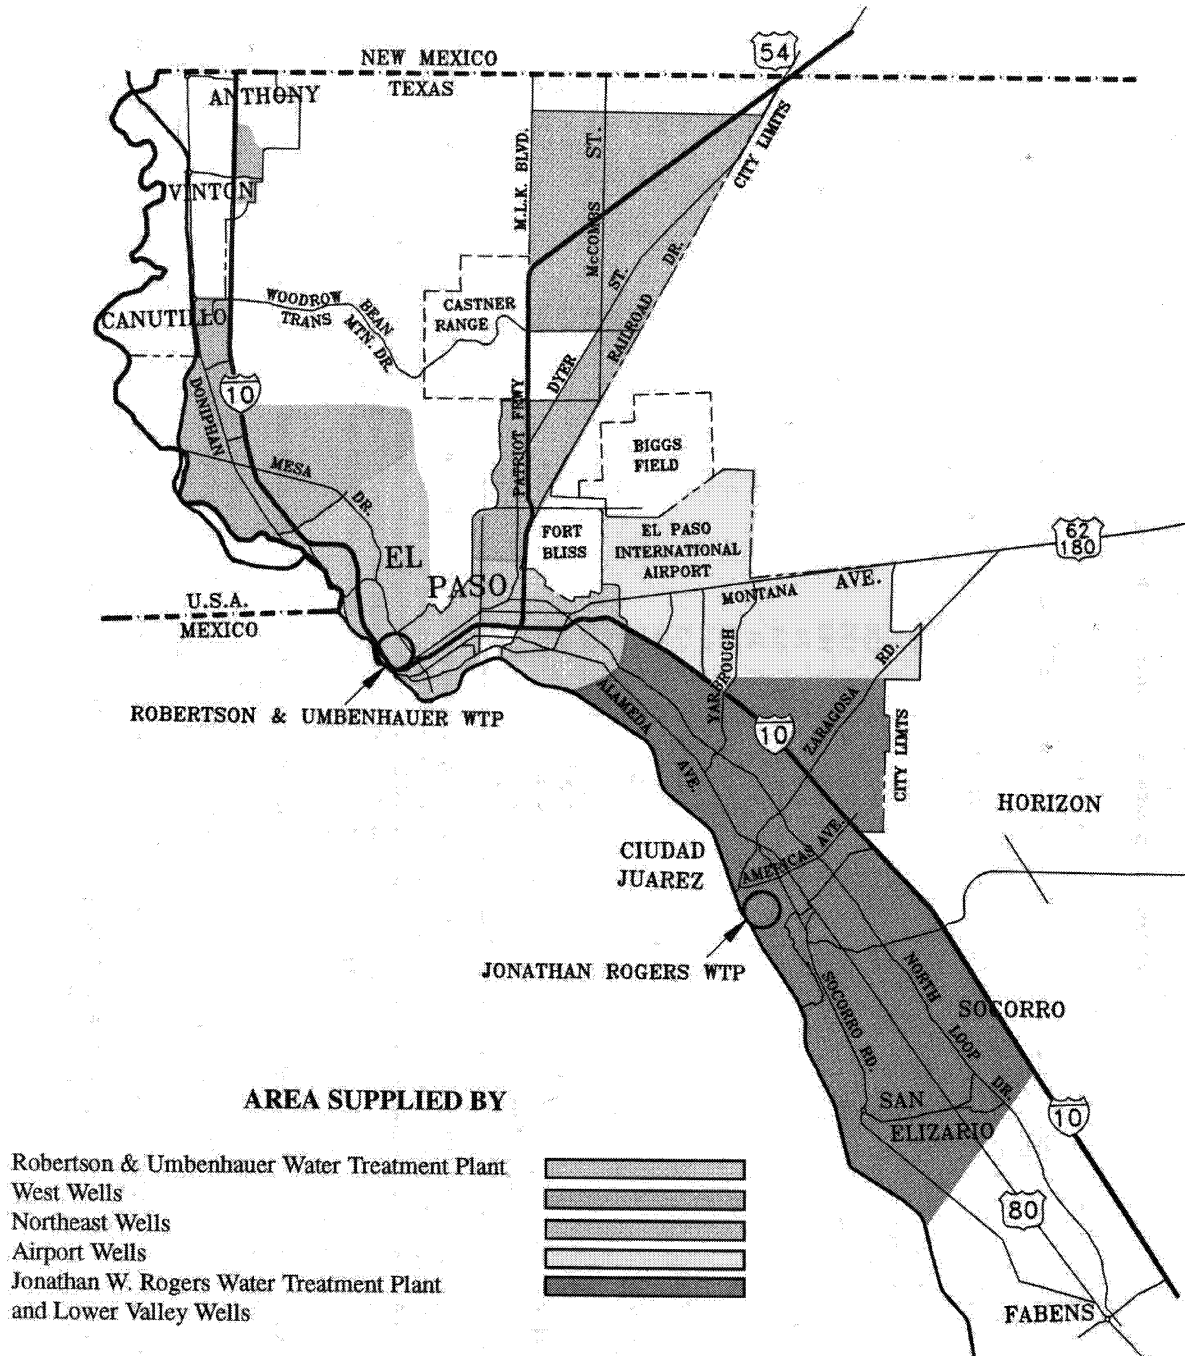 54
NEW MEXICO
TEXAS
ANTHONY
CITY LIMITS
M.L.K. BLVD.
McCOMBS ST.
VINTON
DYER ST.
RAILROAD DR.
CANUTILLO
WOODROW BEAN
TRANS MTN. DR.
CASTNER
RANGE
10
DONIPHAN
PATRIOT FRWY
MESA DR.
BIGGS
FIELD
FORT
BLISS
EL PASO
INTERNATIONAL
AIRPORT
62
180
EL
PASO
MONTANA AVE.
U.S.A.
MEXICO
YARBROUGH
ZARAGOSA RD.
ROBERTSON & UMBENHAUER WTP
ALAMEDA AVE.
10
CITY LIMTS
HORIZON
CIUDAD
JUAREZ
AMERICAS AVE.
JONATHAN ROGERS WTP
SOCORRO RD.
NORTH LOOP DR.
SOCORRO
SAN
ELIZARIO
10
80
FABENS
AREA SUPPLIED BY
Robertson & Umbenhauer Water Treatment Plant
West Wells
Northeast Wells
Airport Wells
Jonathan W. Rogers Water Treatment Plant
and Lower Valley Wells